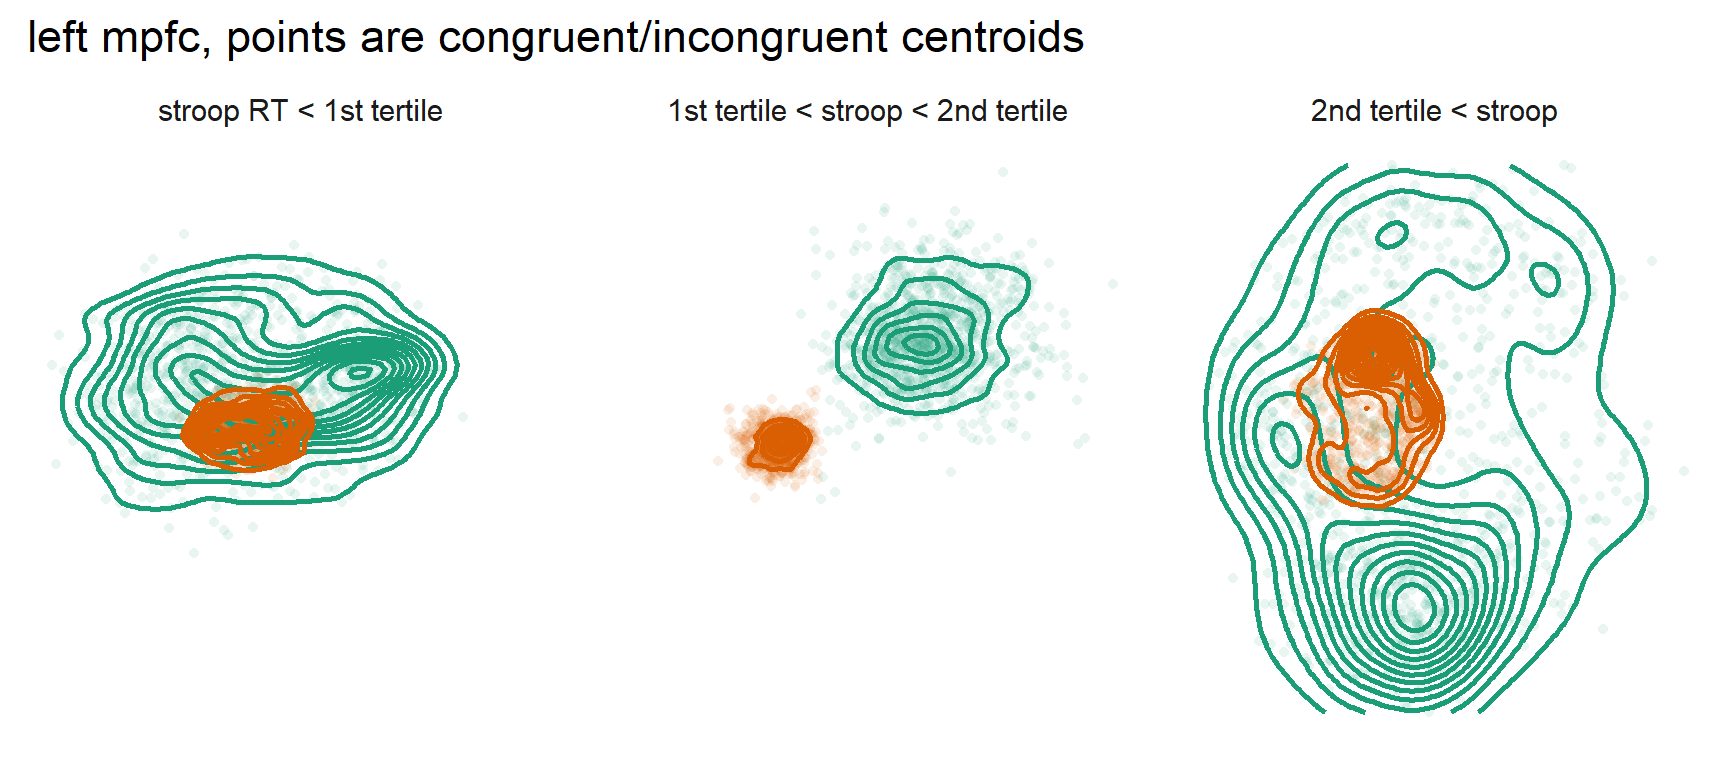 left mpfc, points are congruent/incongruent centroids
stroop RT < 1st tertile
1st tertile < stroop < 2nd tertile
2nd tertile < stroop